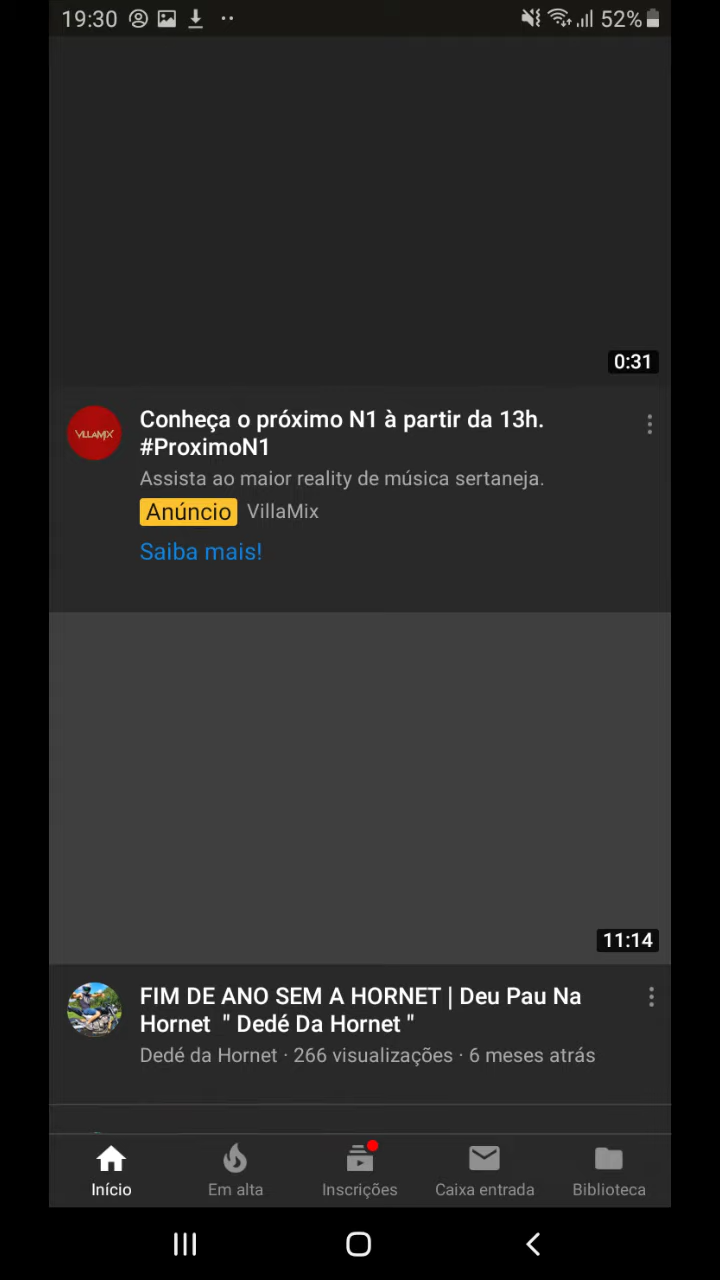 19:30
52%
0:31
VILLAMIX
Conheça o próximo N1 à partir da 13h.
#ProximoN1
Assista ao maior reality de música sertaneja.
Anúncio VillaMix
Saiba mais!
11:14
FIM DE ANO SEM A HORNET | Deu Pau Na
Hornet " Dedé Da Hornet "
Dedé da Hornet · 266 visualizações · 6 meses atrás
Início Em alta Inscrições Caixa entrada Biblioteca